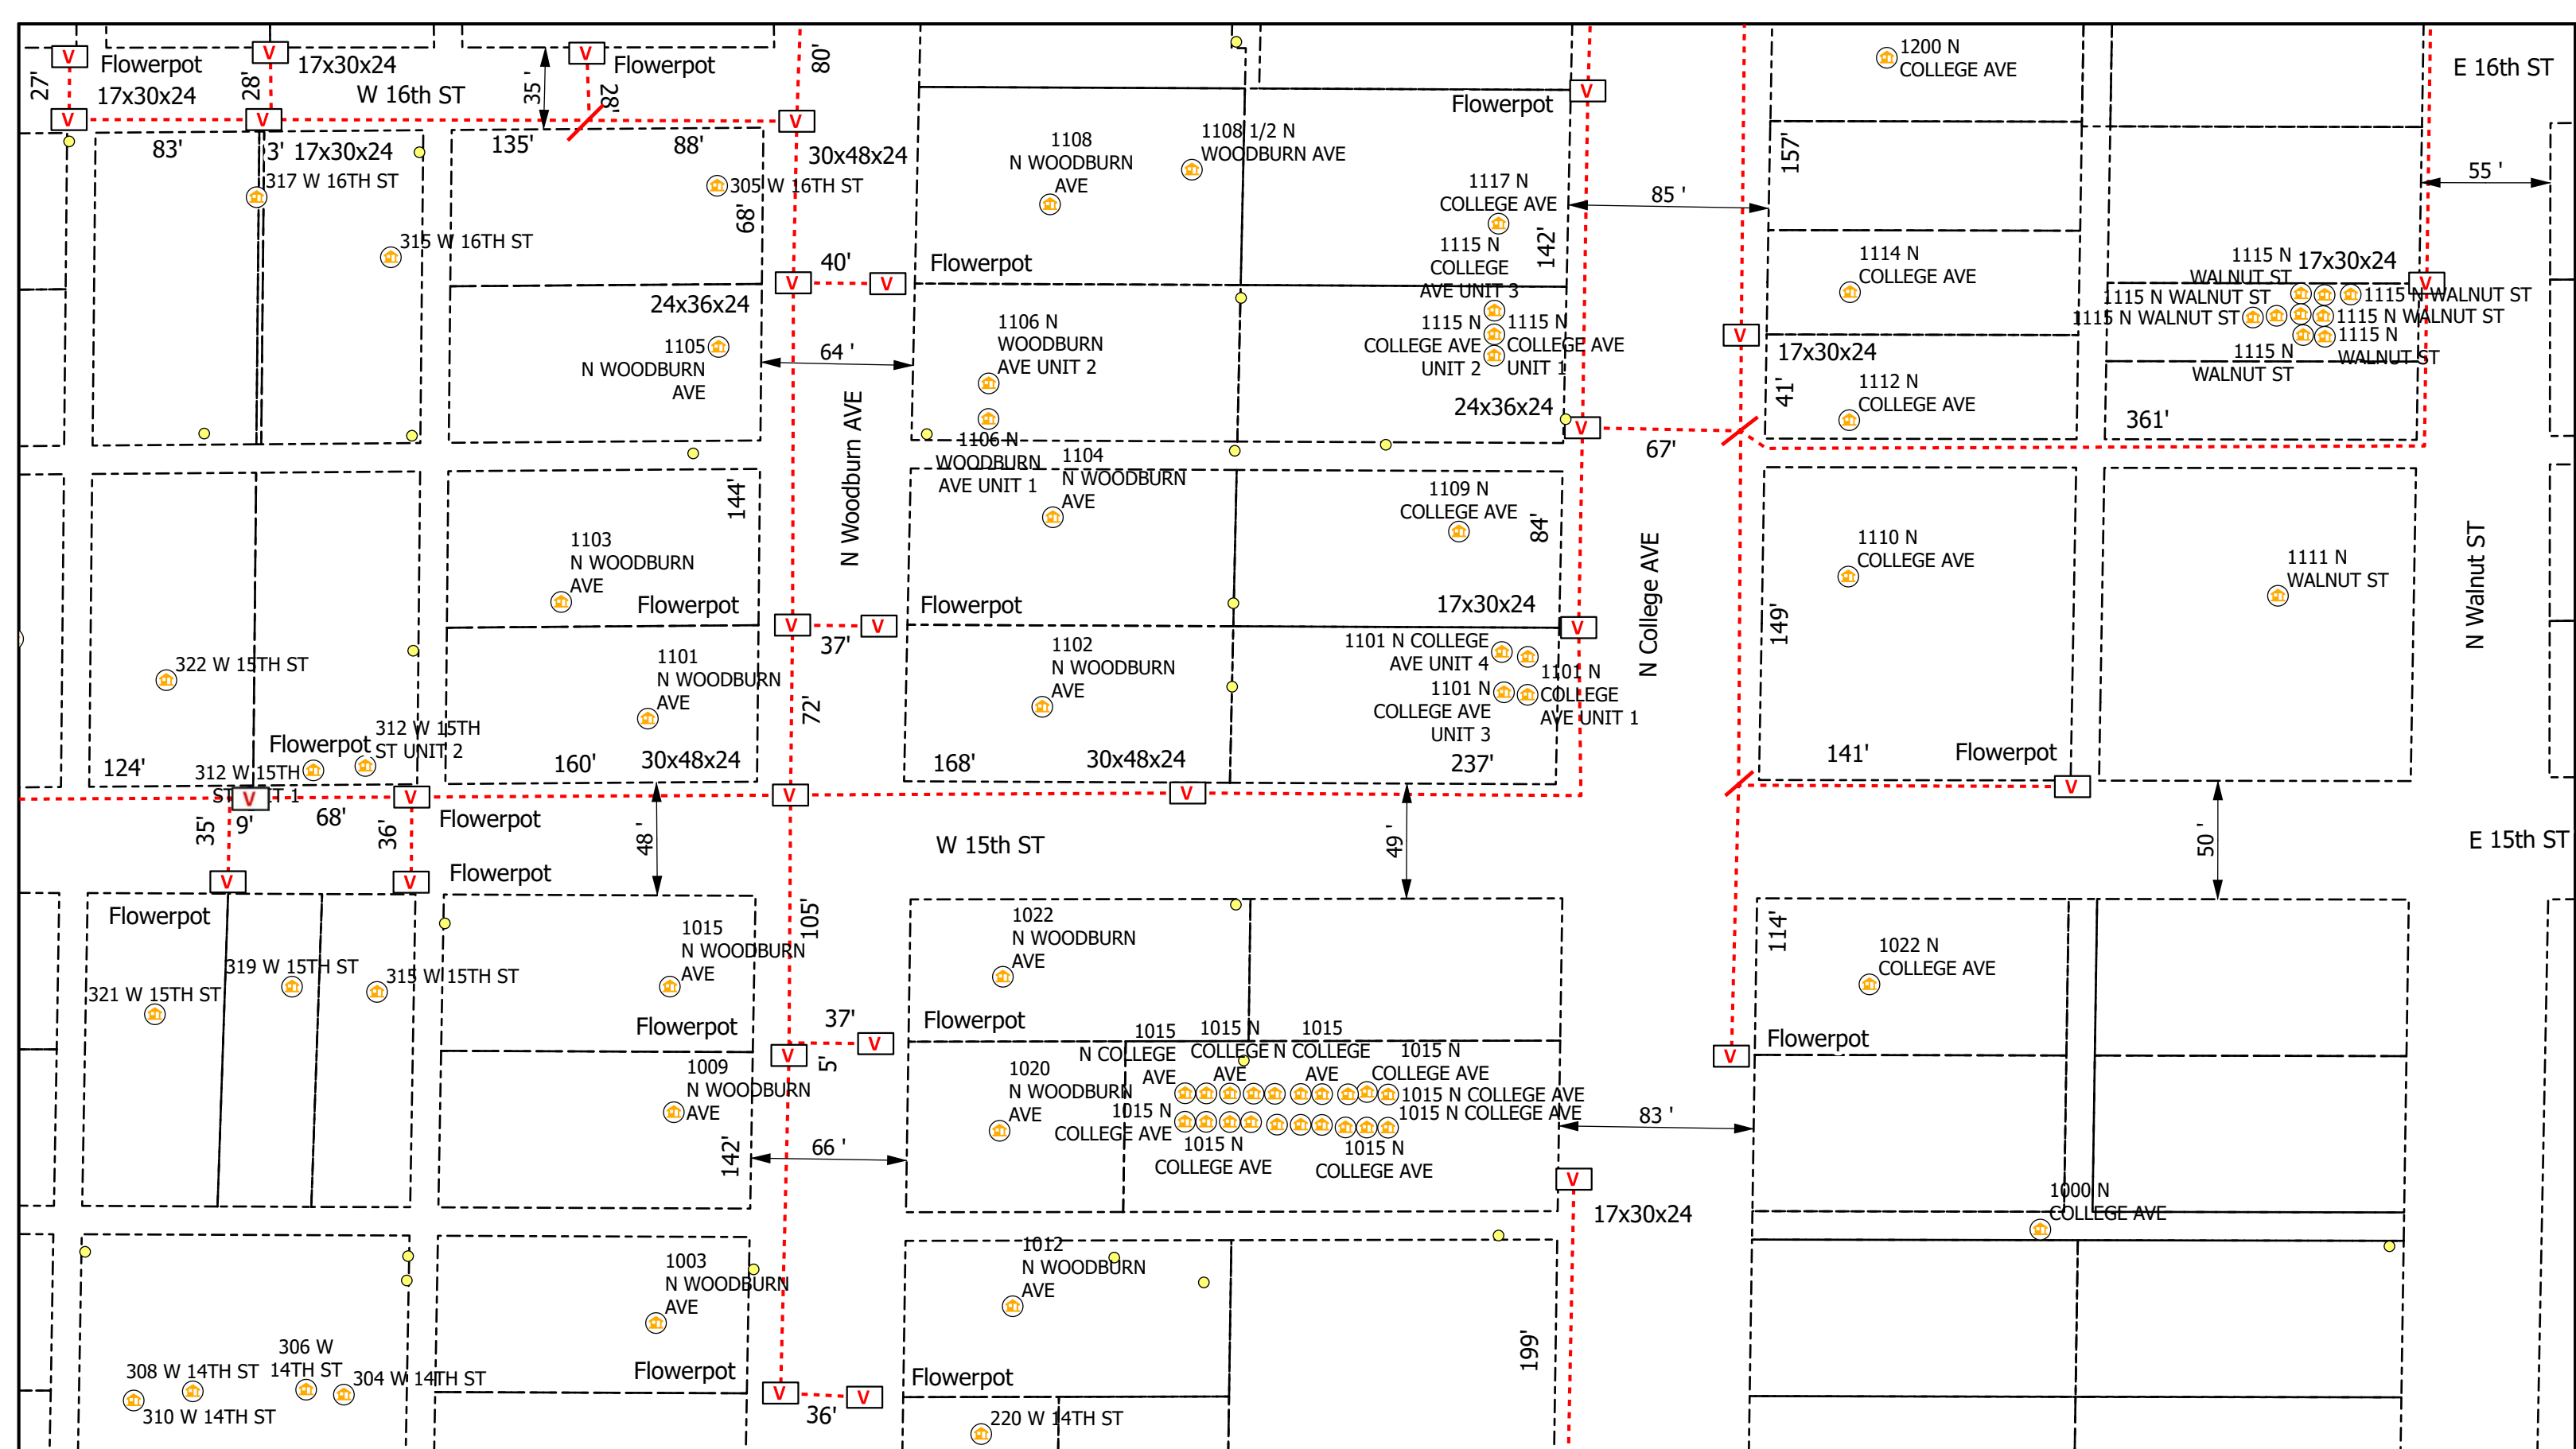 27'
V
Flowerpot
17x30x24
V
28'
V
17x30x24
W 16th ST
V
35 '
V
Flowerpot
28'
80'
V
83'
3' 17x30x24
135'
88'
30x48x24
317 W 16TH ST
315 W 16TH ST
305 W 16TH ST
68'
V
40'
V
Flowerpot
24x36x24
1105
N WOODBURN
AVE
64 '
N Woodburn AVE
1108
N WOODBURN
AVE
1108 1/2 N
WOODBURN AVE
V
Flowerpot
1117 N
COLLEGE AVE
142'
1115 N
COLLEGE
AVE UNIT 3
1115 N
COLLEGE AVE
UNIT 2
1115 N
COLLEGE AVE
UNIT 1
1106 N
WOODBURN
AVE UNIT 2
1106 N
WOODBURN
AVE UNIT 1
24x36x24
V
67'
85 '
157'
1200 N
COLLEGE AVE
1114 N
COLLEGE AVE
V
17x30x24
41'
1112 N
COLLEGE AVE
E 16th ST
55 '
1115 N
WALNUT ST
17x30x24
V
1115 N WALNUT ST
1115 N WALNUT ST
1115 N WALNUT ST
1115 N WALNUT ST
1115 N
WALNUT ST
1115 N
WALNUT ST
361'
144'
1103
N WOODBURN
AVE
Flowerpot
V
37'
V
Flowerpot
1104
N WOODBURN
AVE
1109 N
COLLEGE AVE
84'
17x30x24
V
N College AVE
1110 N
COLLEGE AVE
149'
1111 N
WALNUT ST
N Walnut ST
322 W 15TH ST
1101
N WOODBURN
AVE
72'
1102
N WOODBURN
AVE
1101 N COLLEGE
AVE UNIT 4
1101 N
COLLEGE AVE
UNIT 3
1101 N
COLLEGE
AVE UNIT 1
124'
Flowerpot
312 W 15TH
ST UNIT 2
312 W 15TH
160'
30x48x24
168'
30x48x24
237'
141'
Flowerpot
V
V
V
V
V
35'
9'
68'
36'
Flowerpot
48 '
W 15th ST
49 '
50 '
E 15th ST
V
V
Flowerpot
Flowerpot
321 W 15TH ST
319 W 15TH ST
315 W 15TH ST
1015
N WOODBURN
AVE
105'
Flowerpot
V
37'
V
5'
Flowerpot
1022
N WOODBURN
AVE
114'
1022 N
COLLEGE AVE
V
Flowerpot
1009
N WOODBURN
AVE
142'
66 '
1020
N WOODBURN
AVE
1015
N COLLEGE
AVE
1015 N
COLLEGE
AVE
1015
N COLLEGE
AVE
1015 N
COLLEGE AVE
1015 N COLLEGE AVE
1015 N COLLEGE AVE
1015 N
COLLEGE AVE
1015 N
COLLEGE AVE
1015 N
COLLEGE AVE
83 '
V
17x30x24
1000 N
COLLEGE AVE
1003
N WOODBURN
AVE
1012
N WOODBURN
AVE
199'
308 W 14TH ST
306 W
14TH ST
304 W 14TH ST
310 W 14TH ST
Flowerpot
V
36'
V
Flowerpot
220 W 14TH ST